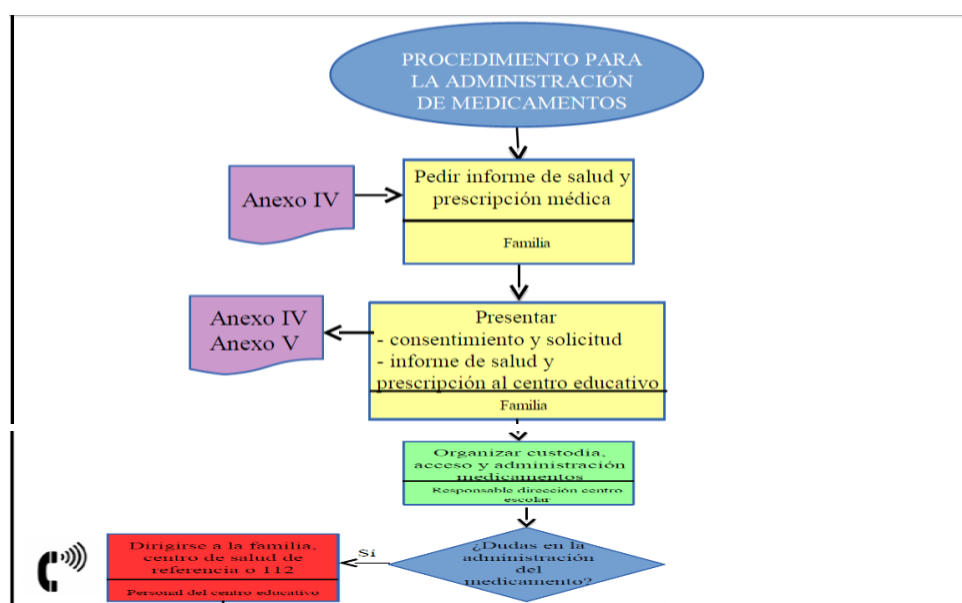 PROCEDIMIENTO PARA
LA ADMINISTRACIÓN
DE MEDICAMENTOS
Anexo IV
Pedir informe de salud y
prescripción médica
Familia
Anexo IV
Anexo V
Presentar
- consentimiento y solicitud
- informe de salud y
prescripción al centro educativo
Familia
Organizar custodia,
acceso y administración
medicamentos
Responsable dirección centro
escolar
¿Dudas en la
administración
del
medicamento?
Sí
Dirigirse a la familia,
centro de salud de
referencia o 112
Personal del centro educativo